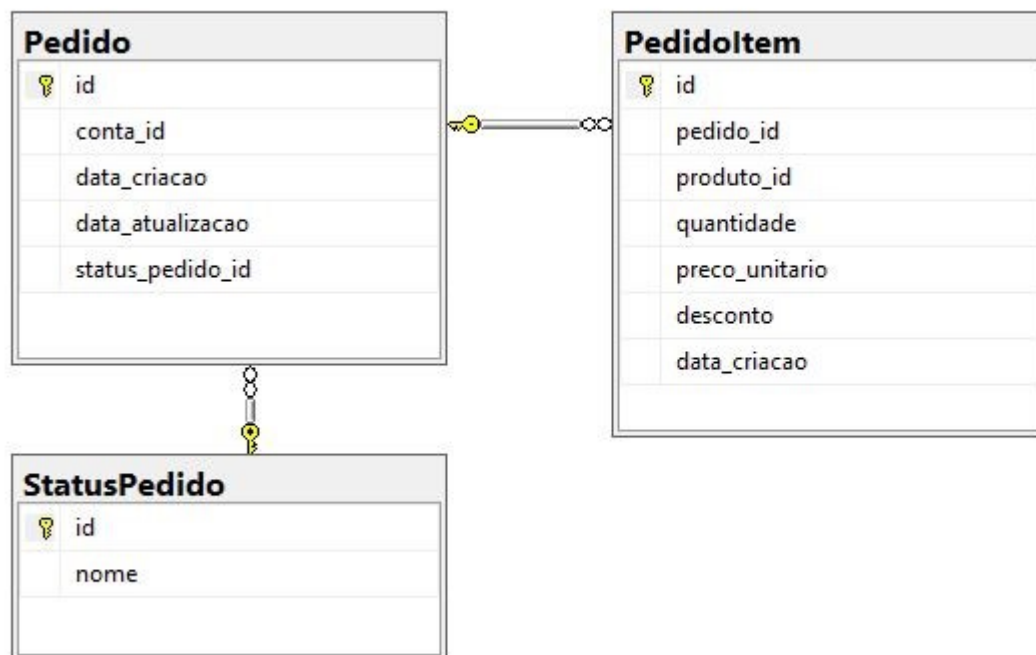 Pedido
id
conta_id
data_criacao
data_atualizacao
status_pedido_id
PedidoItem
id
pedido_id
produto_id
quantidade
preco_unitario
desconto
data_criacao
StatusPedido
id
nome